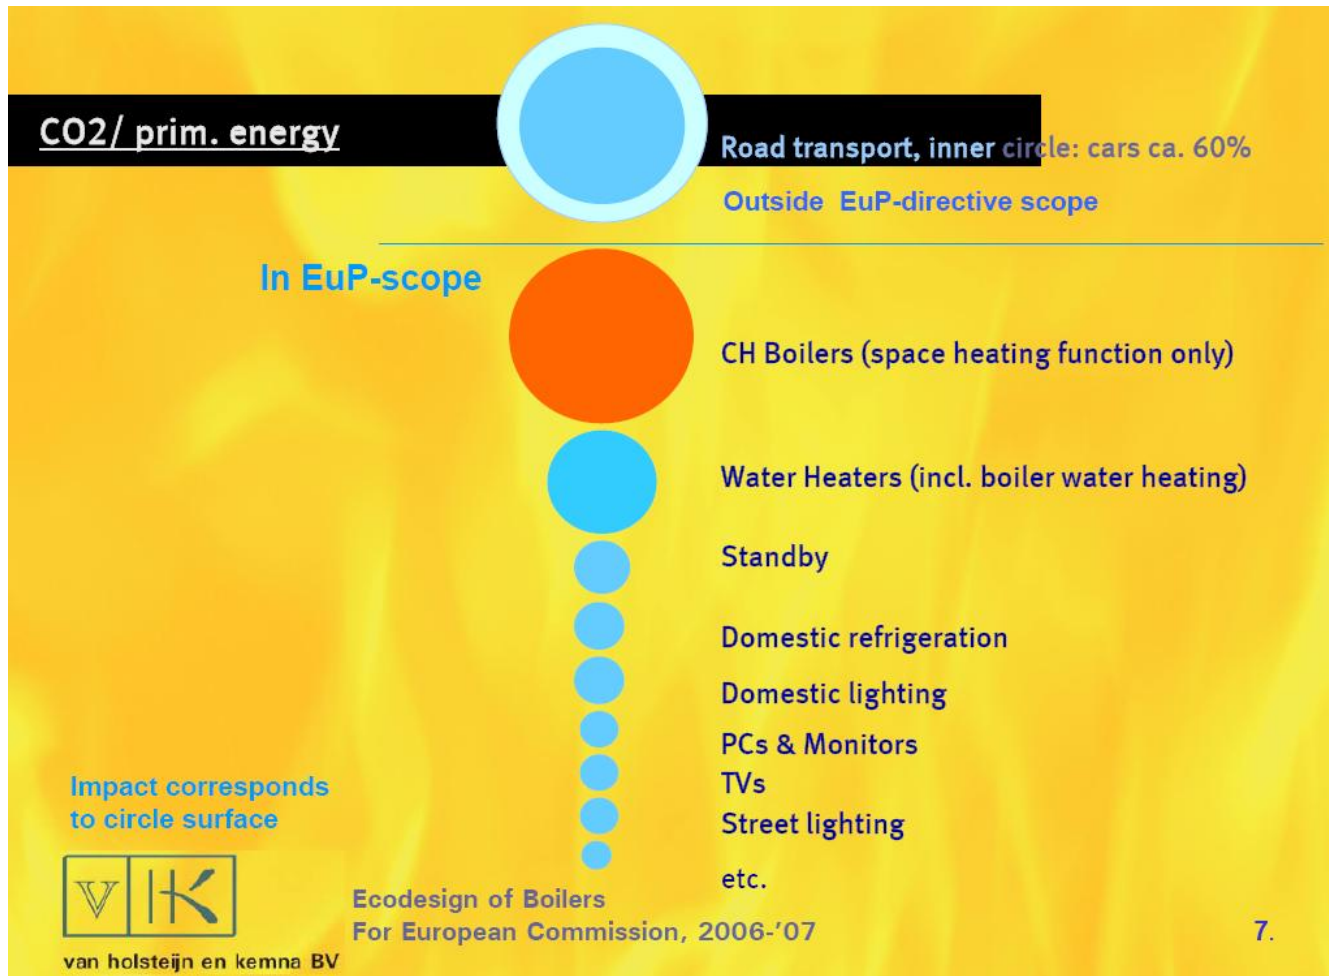 CO2/ prim. energy
Road transport, inner circle: cars ca. 60%
Outside EuP-directive scope
In EuP-scope
CH Boilers (space heating function only)
Water Heaters (incl. boiler water heating)
Standby
Domestic refrigeration
Domestic lighting
PCs & Monitors
TVs
Street lighting
etc.
Impact corresponds
to circle surface
VHK
van holsteijn en kemna BV
Ecodesign of Boilers
For European Commission, 2006-'07
7.